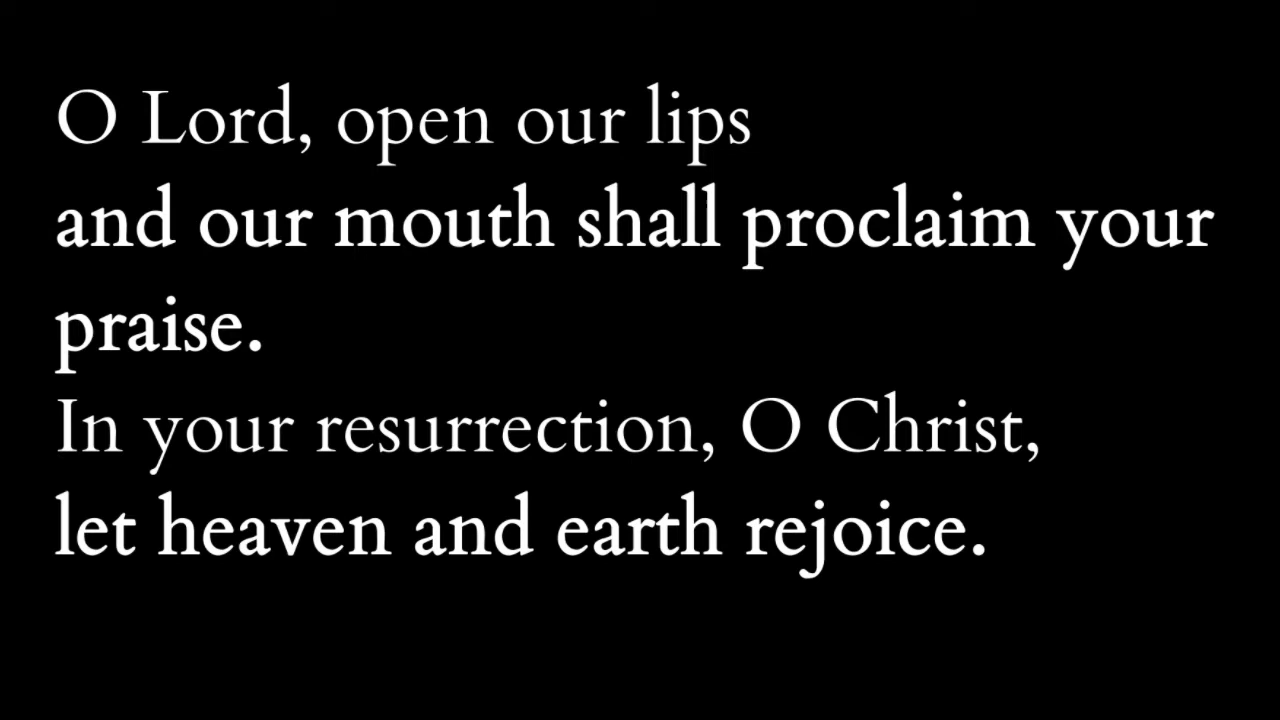 O Lord, open our lips
and our mouth shall proclaim your
praise.
In your resurrection, O Christ,
let heaven and earth rejoice.